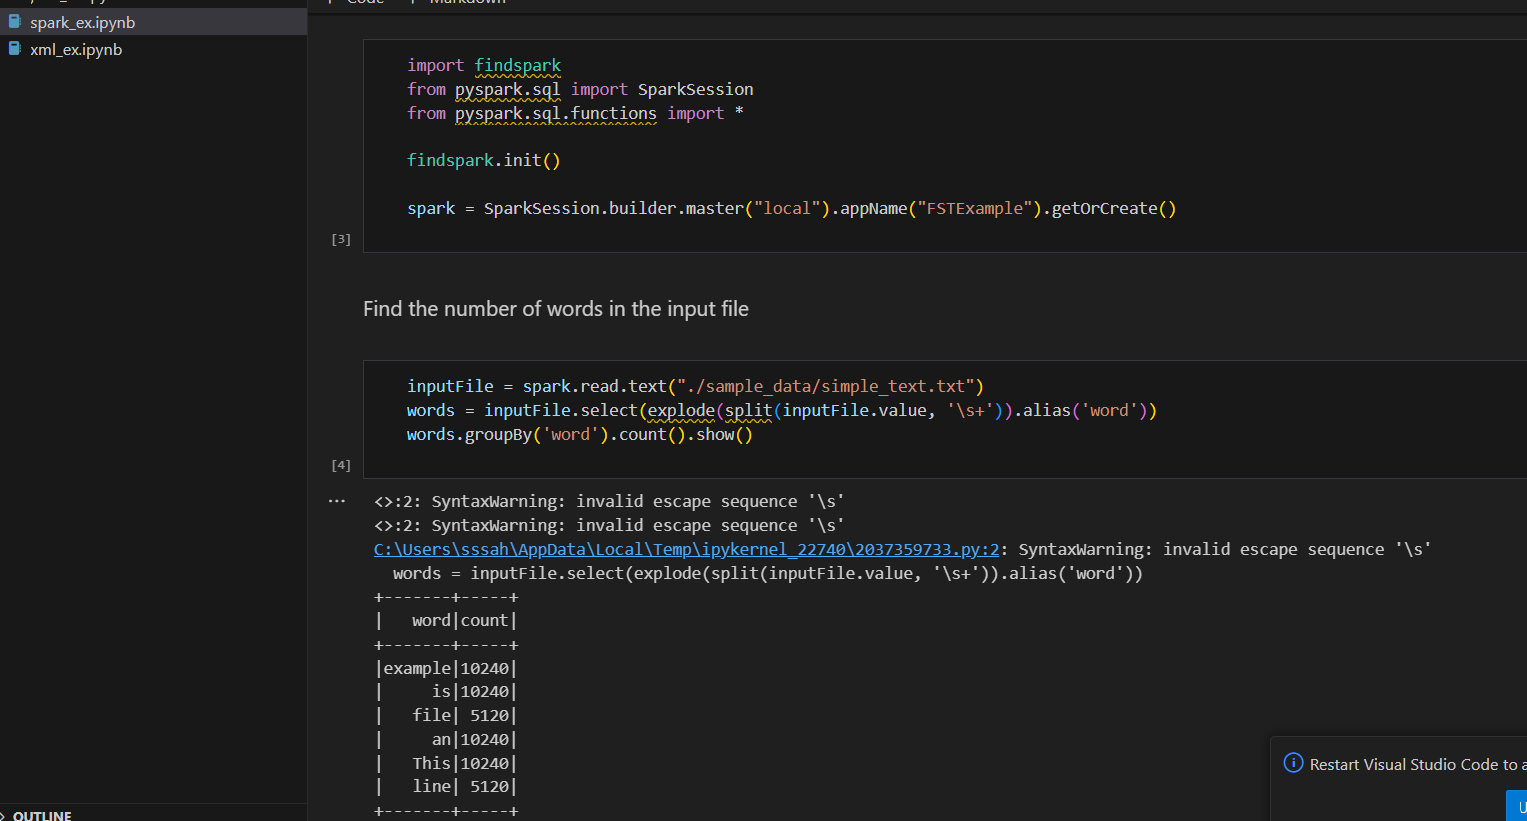 spark_ex.ipynb
xml_ex.ipynb
Code
Markdown
import findspark
from pyspark.sql import SparkSession
from pyspark.sql.functions import *
findspark.init()
spark = SparkSession.builder.master("local").appName("FSTExample").getOrCreate()
[3]
Find the number of words in the input file
inputFile = spark.read.text("./sample_data/simple_text.txt")
words = inputFile.select(explode(split(inputFile.value, '\s+')).alias('word'))
words.groupBy('word').count().show()
[4]
<>:2: SyntaxWarning: invalid escape sequence '\s'
<>:2: SyntaxWarning: invalid escape sequence '\s'
C:\Users\sssah\AppData\Local\Temp\ipykernel_22740\2037359733.py:2: SyntaxWarning: invalid escape sequence '\s'
  words = inputFile.select(explode(split(inputFile.value, '\s+')).alias('word'))
+-------+-----+
|   word|count|
+-------+-----+
|example|10240|
|     is|10240|
|   file| 5120|
|     an|10240|
|   This|10240|
|   line| 5120|
+-------+-----+
Restart Visual Studio Code to
OUTLINE